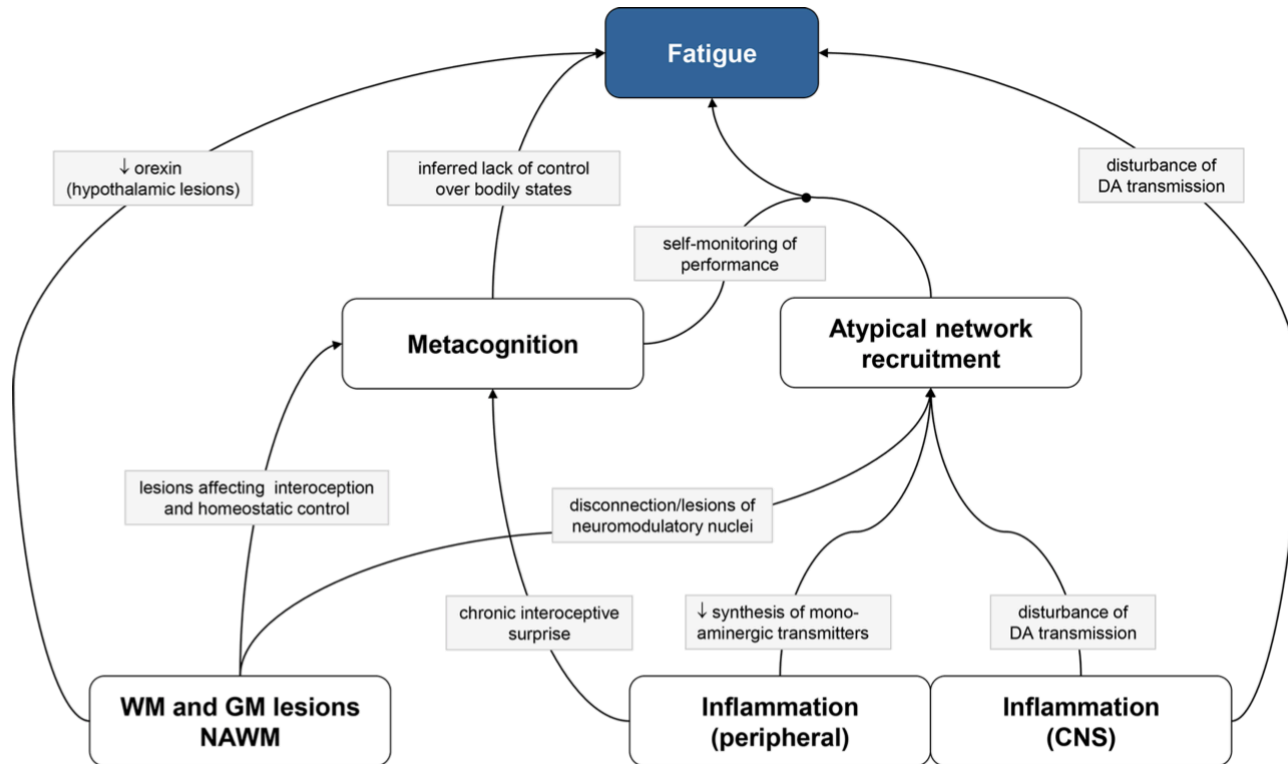 Fatigue
↓ orexin
(hypothalamic lesions)
inferred lack of control
over bodily states
disturbance of
DA transmission
self-monitoring of
performance
Metacognition
Atypical network
recruitment
lesions affecting interoception
and homeostatic control
disconnection/lesions of
neuromodulatory nuclei
chronic interoceptive
surprise
↓ synthesis of mono-
aminergic transmitters
disturbance of
DA transmission
WM and GM lesions
NAWM
Inflammation
(peripheral)
Inflammation
(CNS)